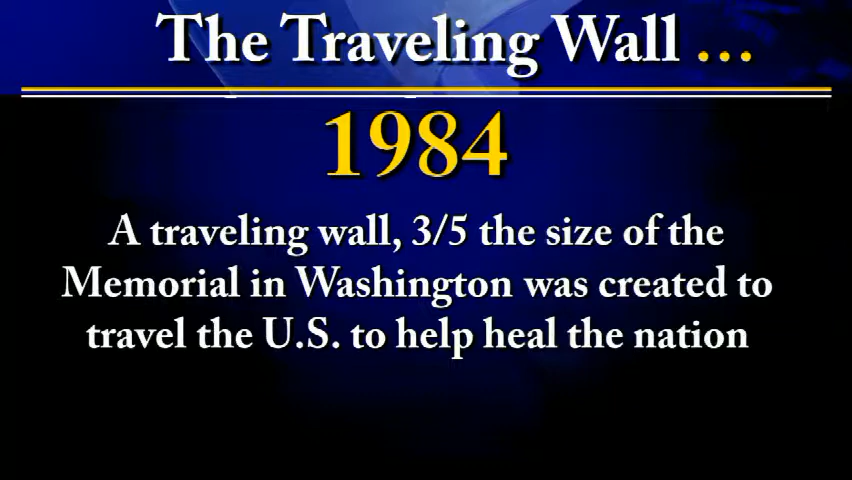 The Traveling Wall ...
1984
A traveling wall, 3/5 the size of the
Memorial in Washington was created to
travel the U.S. to help heal the nation